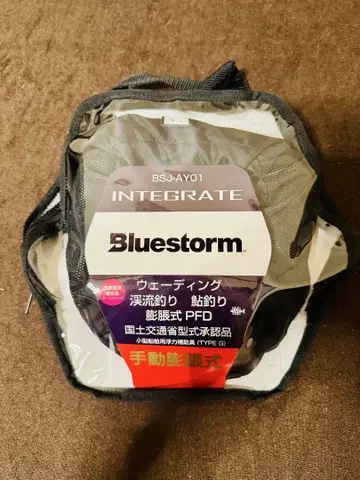 BSJ-AY01
INTEGRATE
Bluestorm
ウェーディング
渓流釣り 鮎釣り
膨脹式 PFD
国土交通省型式承認品
小型船舶用浮力補助具 (TYPE G)
手動膨脹式